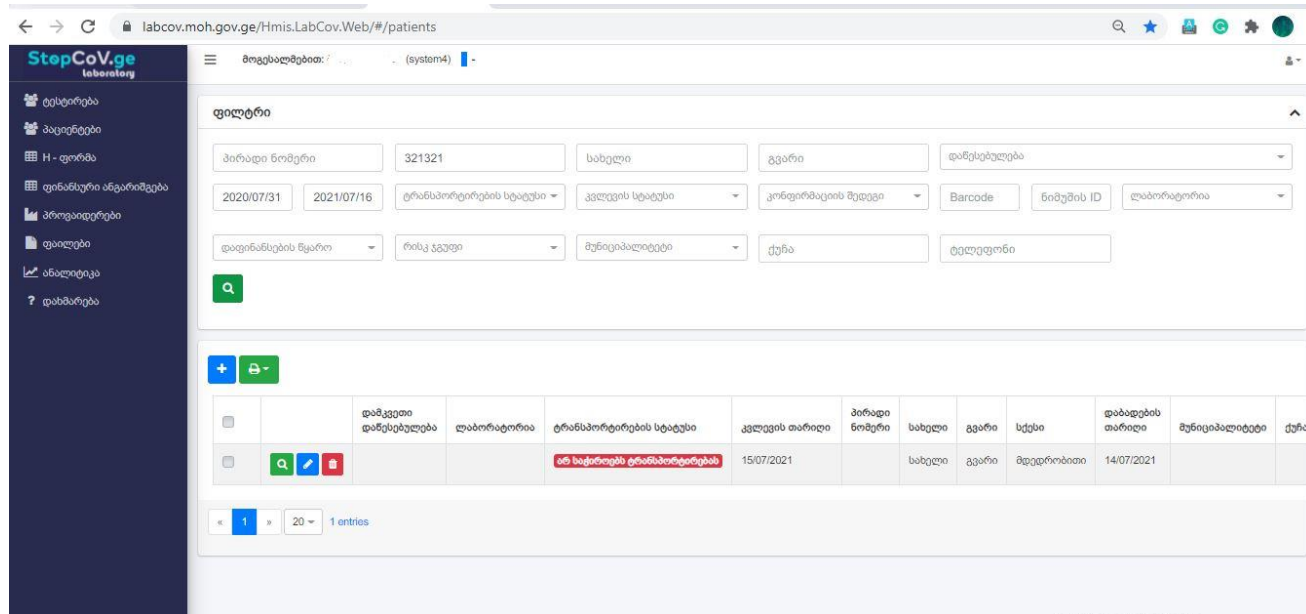 labcov.moh.gov.ge/Hmis.LabCov.Web/#/patients
StopCoV.ge
laboratory
მოგესალმებით: (system4) -
ტესტირება
პაციენტები
H - ფორმა
ფინანსური ანგარიშგება
პროვაიდერები
ფაილები
ანალიტიკა
? დახმარება
ფილტრი
პირადი ნომერი 321321 სახელი გვარი დაწესებულება
2020/07/31 2021/07/16 ტრანსპორტირების სტატუსი კვლევის სტატუსი კონფირმაციის შედეგი Barcode ნიმუშის ID ლაბორატორია
დაფინანსების წყარო რისკ ჯგუფი მუნიციპალიტეტი ქუჩა ტელეფონი
დამკვეთი დაბადების
დაწესებულება ლაბორატორია ტრანსპორტირების სტატუსი კვლევის თარიღი პირადი ნომერი სახელი გვარი სქესი თარიღი მუნიციპალიტეტი ქუჩა
არ საჭიროებს ტრანსპორტირებას 15/07/2021 სახელი გვარი მდედრობითი 14/07/2021
« 1 » 20 1 entries